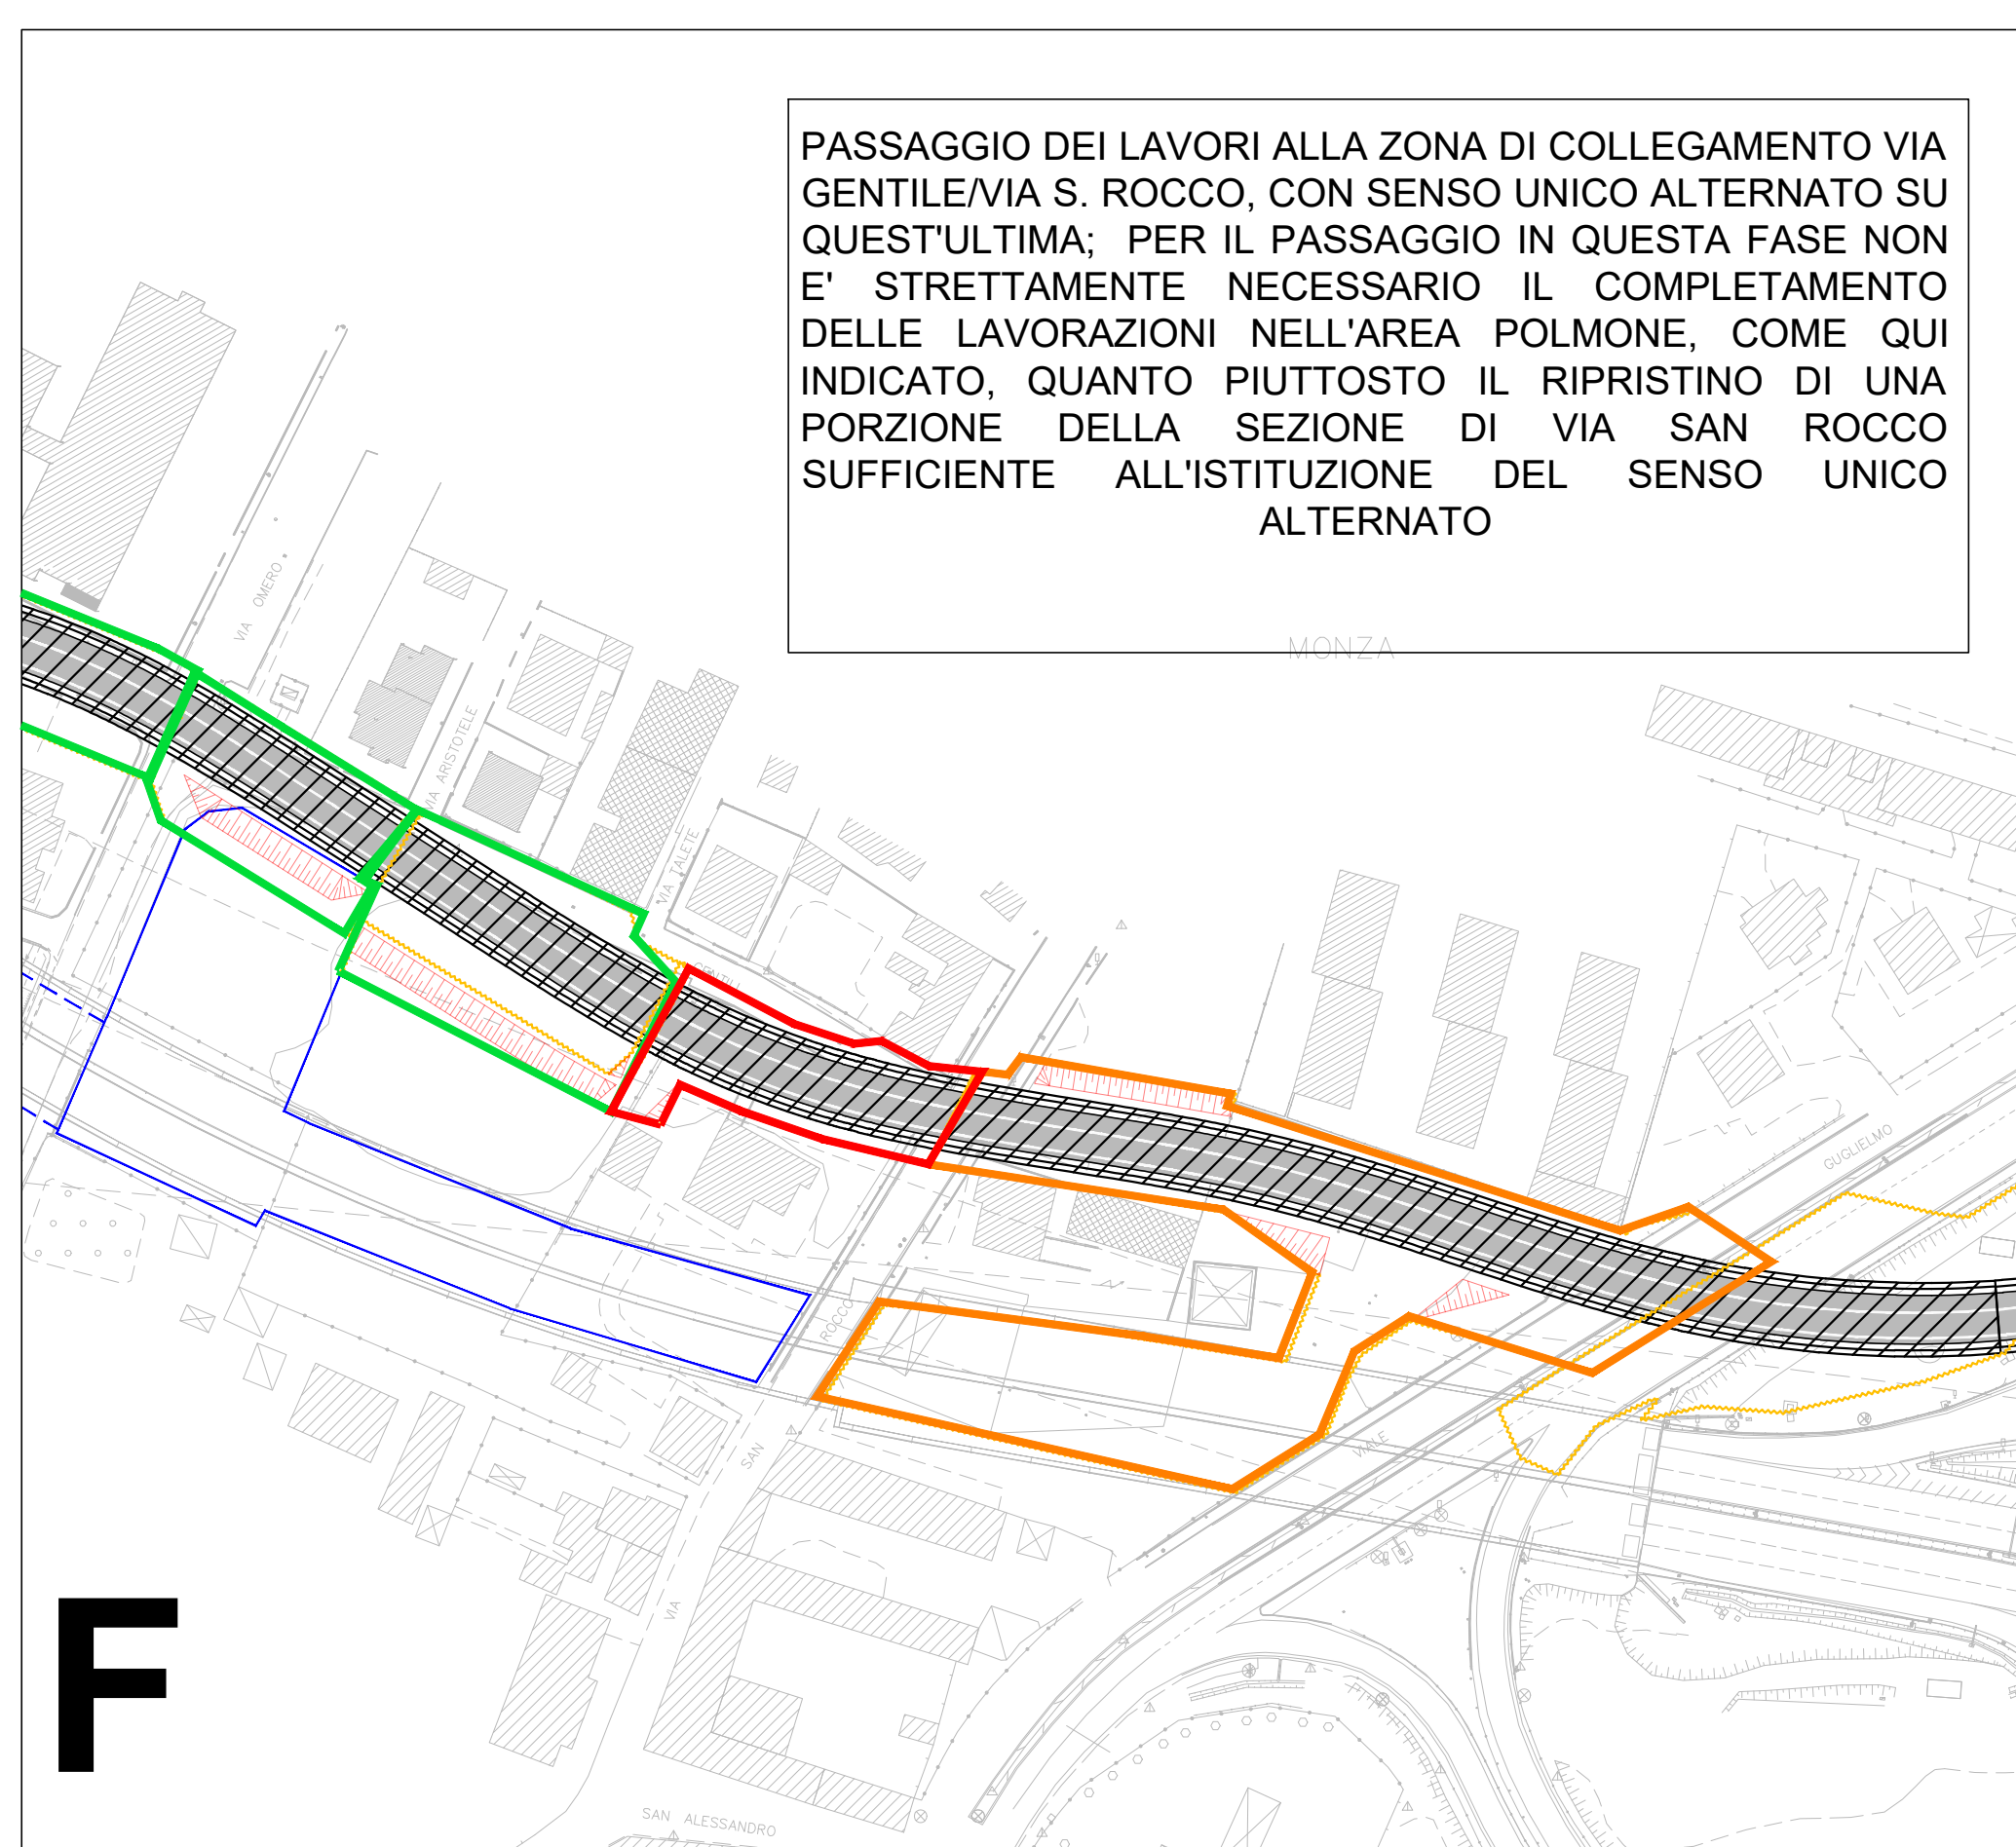 PASSAGGIO DEI LAVORI ALLA ZONA DI COLLEGAMENTO VIA
GENTILE/VIA S. ROCCO, CON SENSO UNICO ALTERNATO SU
QUEST'ULTIMA; PER IL PASSAGGIO IN QUESTA FASE NON
E' STRETTAMENTE NECESSARIO IL COMPLETAMENTO
DELLE LAVORAZIONI NELL'AREA POLMONE, COME QUI
INDICATO, QUANTO PIUTTOSTO IL RIPRISTINO DI UNA
PORZIONE DELLA SEZIONE DI VIA SAN ROCCO
SUFFICIENTE ALL'ISTITUZIONE DEL SENSO UNICO
ALTERNATO
MONZA
VIA OMERO
VIA ARISTOTELE
VIA TALETE
GUGLIELMO
VIALE
VIA SAN ROCCO
SAN ALESSANDRO
F